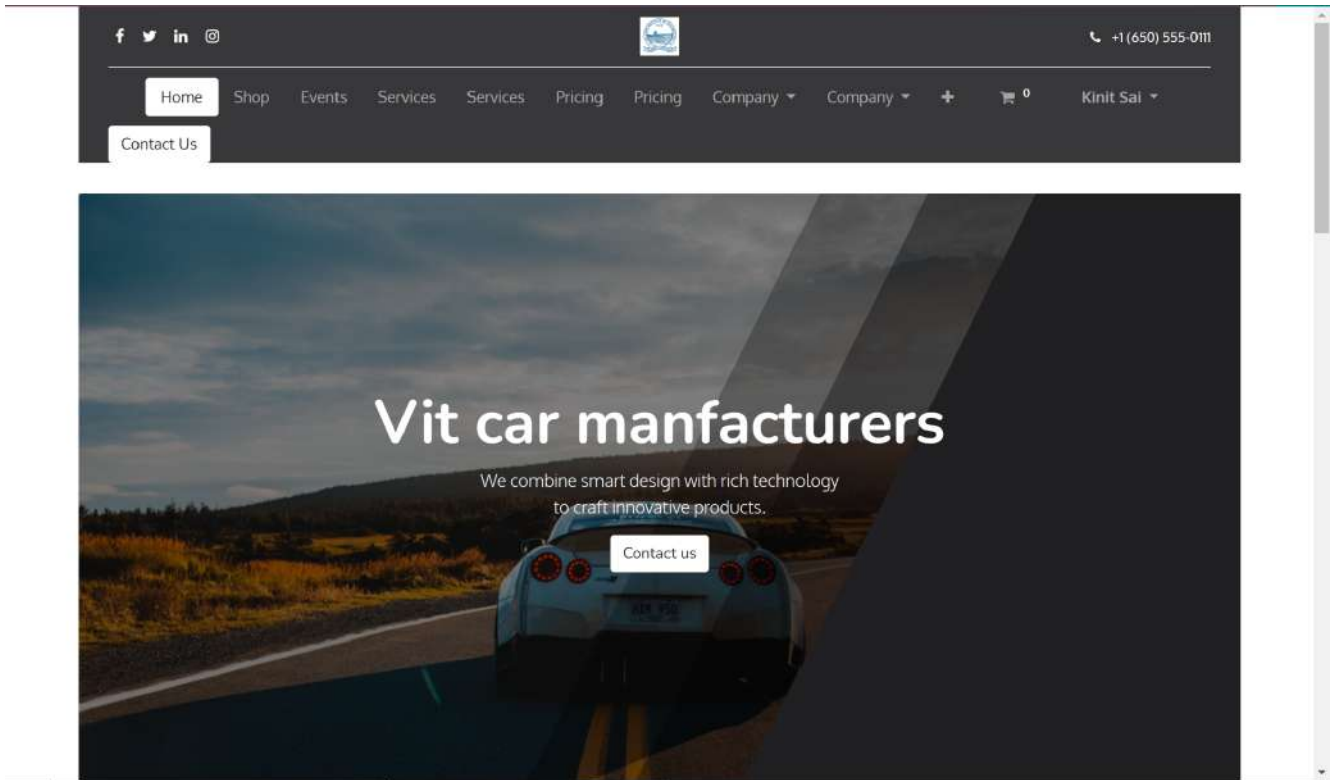 +1 (650) 555-0111
Home Shop Events Services Services Pricing Pricing Company Company + 0 Kinit Sai
Contact Us
Vit car manfacturers
We combine smart design with rich technology
to craft innovative products.
Contact us